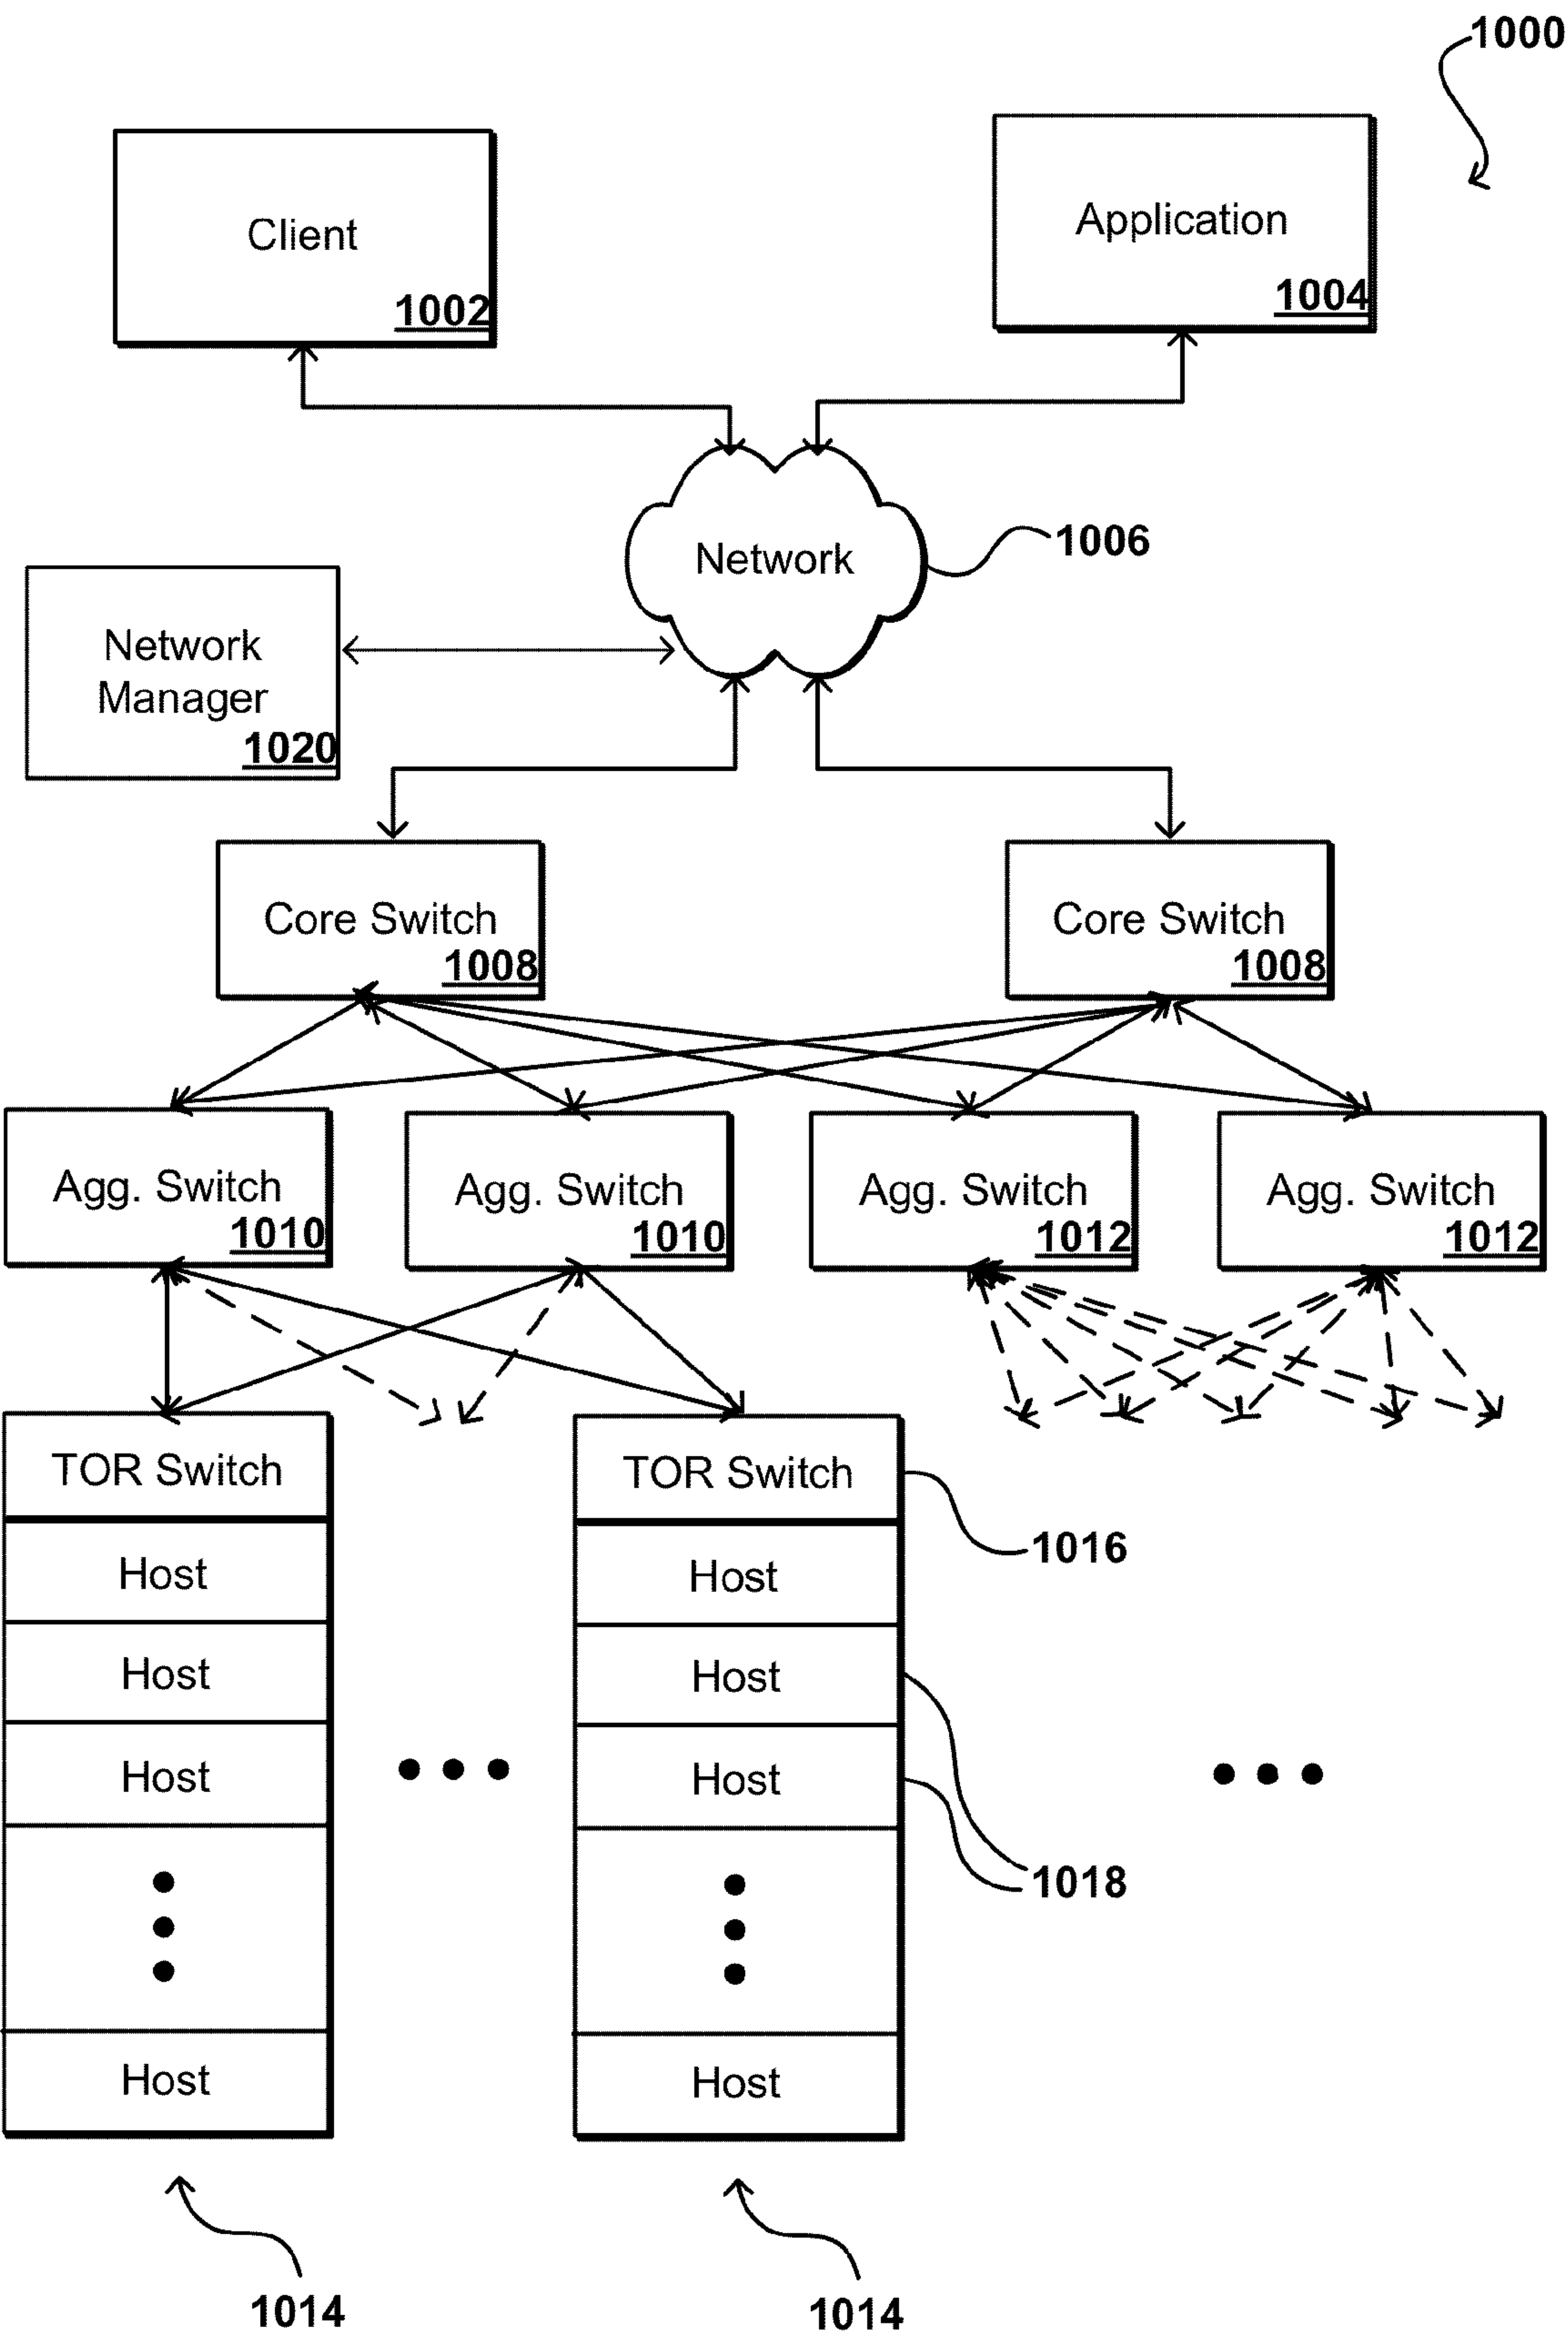 1000
Client
1002
Application
1004
Network
1006
Network
Manager
1020
Core Switch
1008
Core Switch
1008
Agg. Switch
1010
Agg. Switch
1010
Agg. Switch
1012
Agg. Switch
1012
TOR Switch
Host
Host
Host
Host
TOR Switch
Host
Host
Host
Host
1016
1018
1014
1014